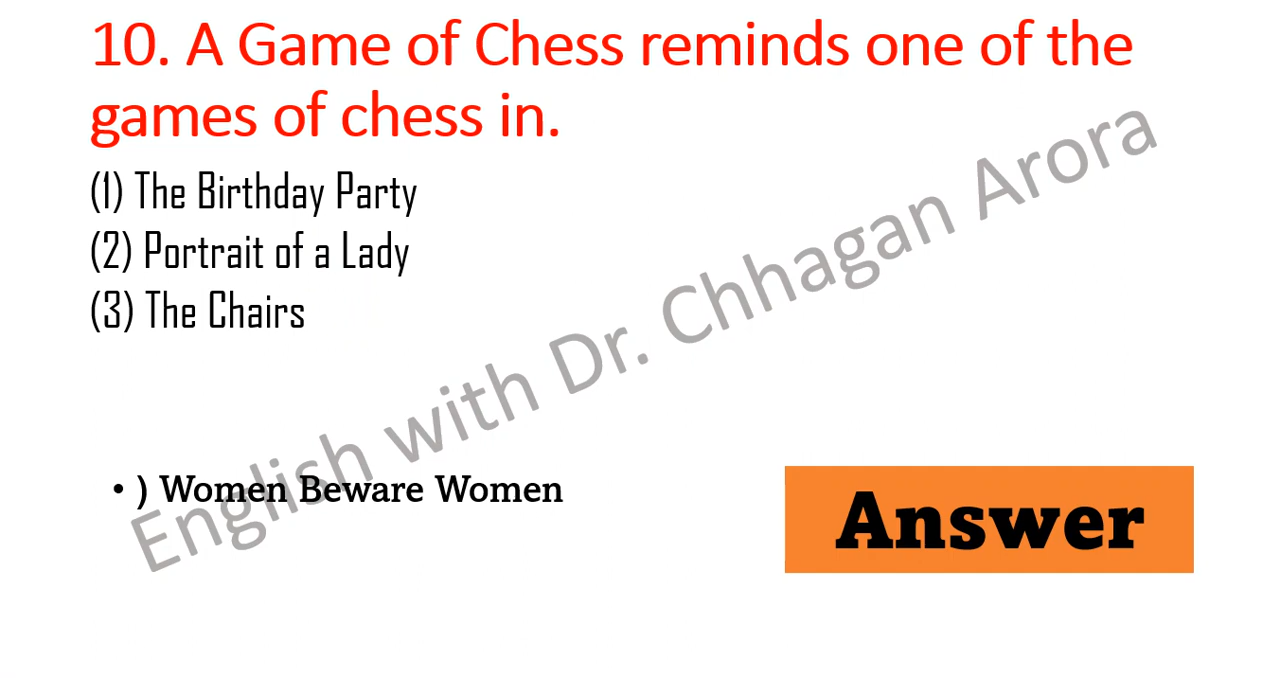 10. A Game of Chess reminds one of the
games of chess in.
(1) The Birthday Party
(2) Portrait of a Lady
(3) The Chairs
• ) Women Beware Women
Answer
English with Dr. Chhagan Arora